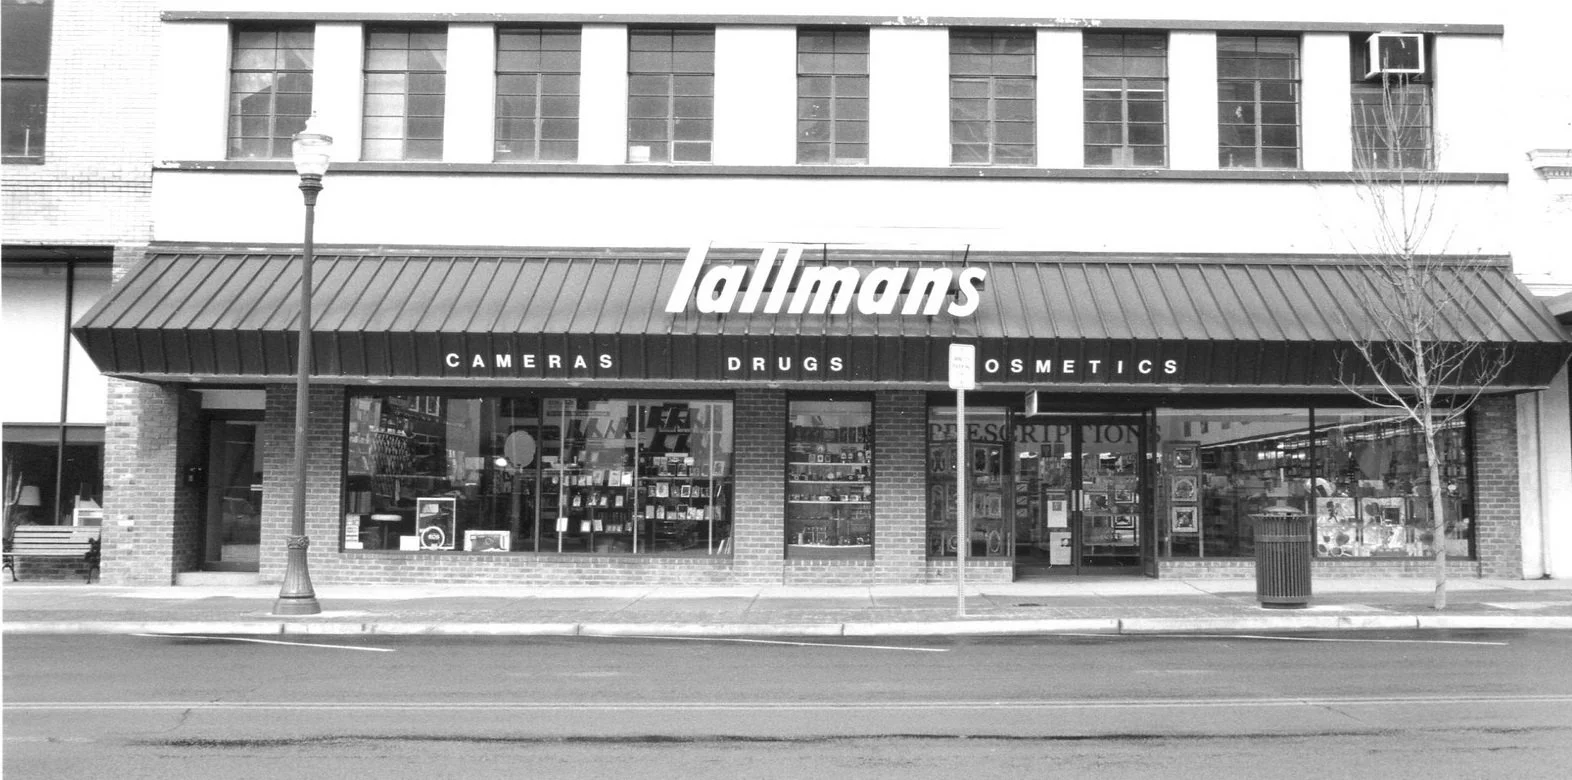 tallmans
CAMERAS DRUGS OSMETICS
PRESCRIPTIONS